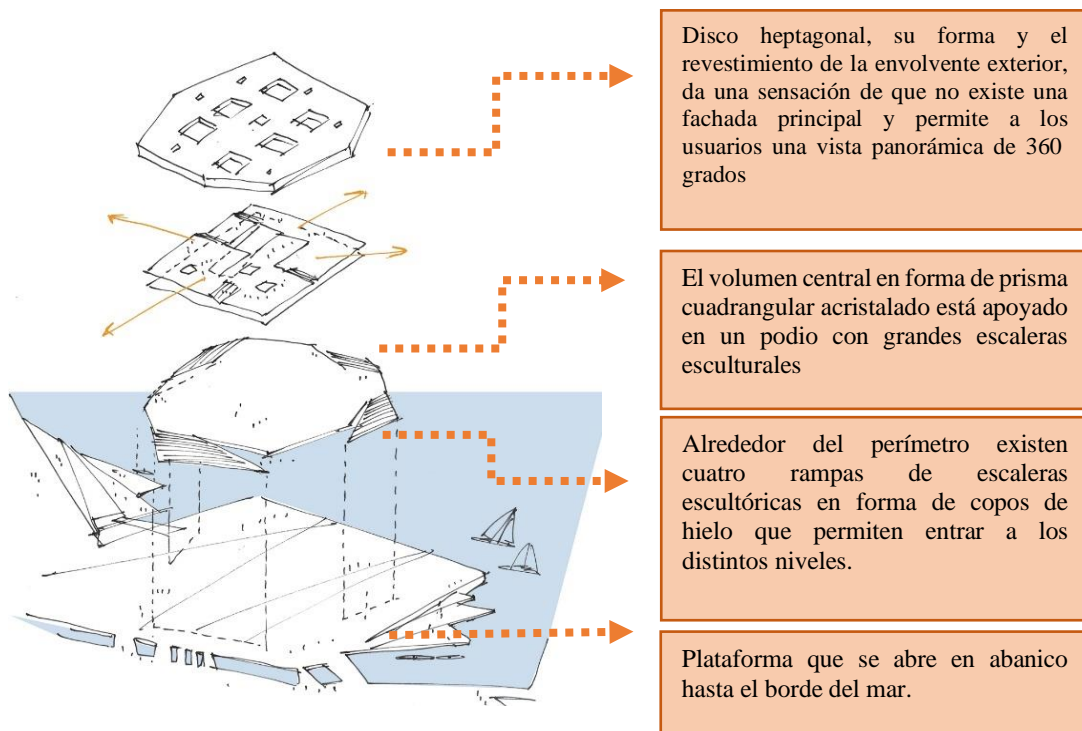 Disco heptagonal, su forma y el
revestimiento de la envolvente exterior,
da una sensación de que no existe una
fachada principal y permite a los
usuarios una vista panorámica de 360
grados
El volumen central en forma de prisma
cuadrangular acristalado está apoyado
en un podio con grandes escaleras
esculturales
Alrededor del perímetro existen
cuatro rampas de escaleras
escultóricas en forma de copos de
hielo que permiten entrar a los
distintos niveles.
Plataforma que se abre en abanico
hasta el borde del mar.